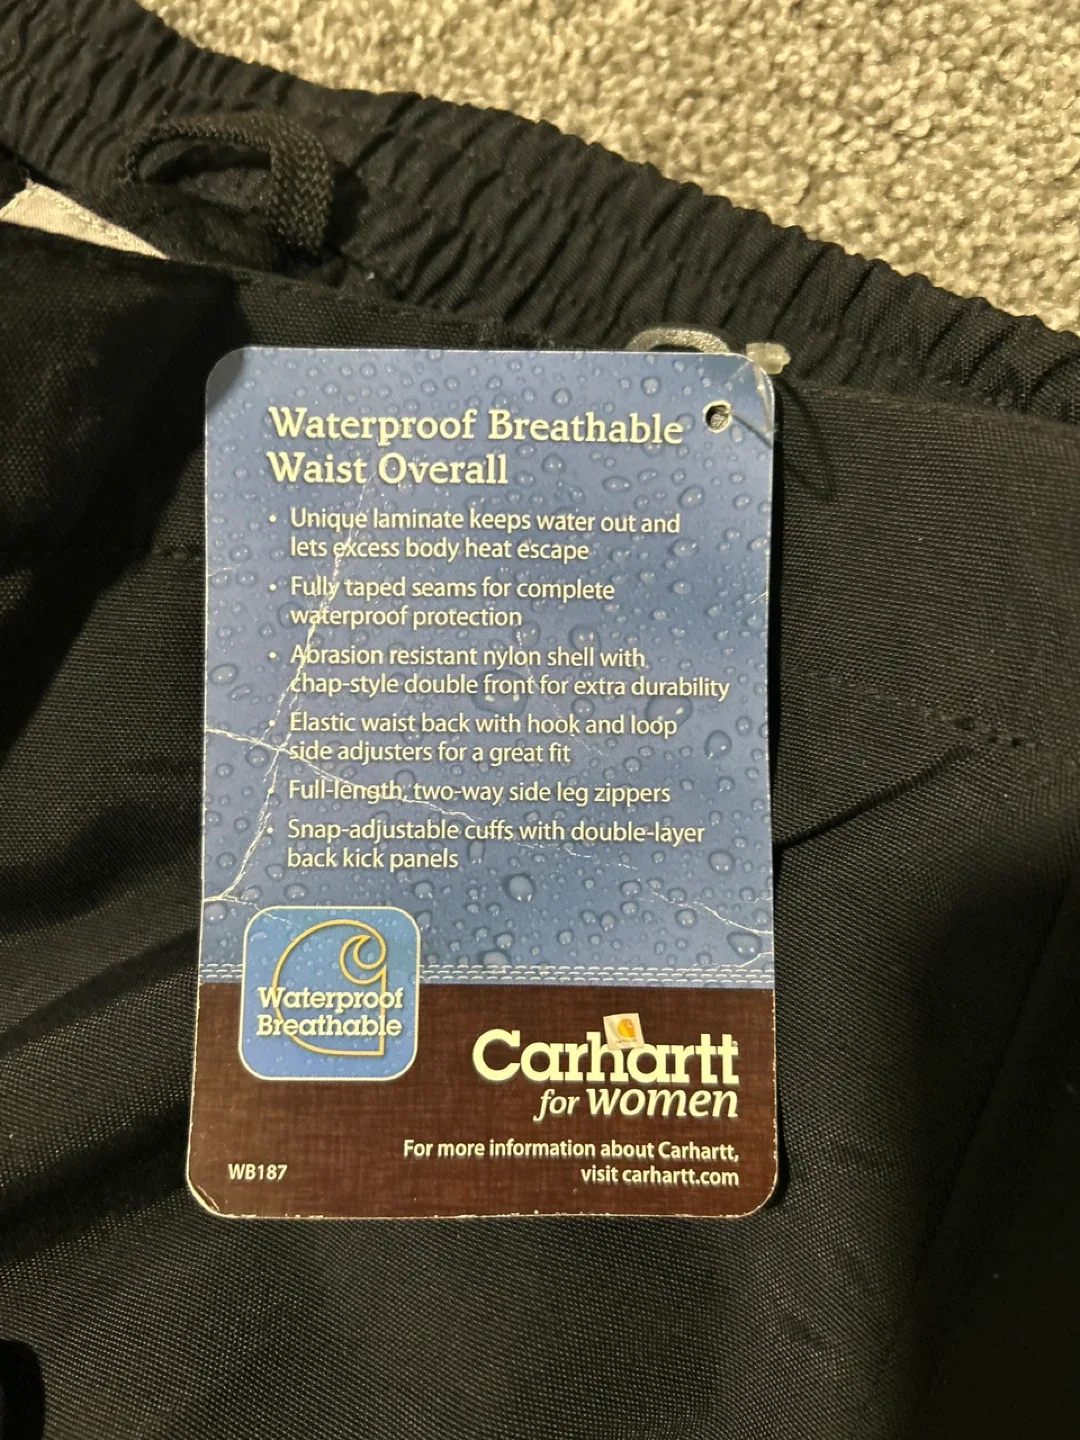 Waterproof Breathable
Waist Overall
• Unique laminate keeps water out and
lets excess body heat escape
• Fully taped seams for complete
waterproof protection
• Abrasion resistant nylon shell with
chap-style double front for extra durability
• Elastic waist back with hook and loop
side adjusters for a great fit
• Full-length, two-way side leg zippers
• Snap-adjustable cuffs with double-layer
back kick panels
Waterproof
Breathable
Carhartt
for women
For more information about Carhartt,
visit carhartt.com
WB187